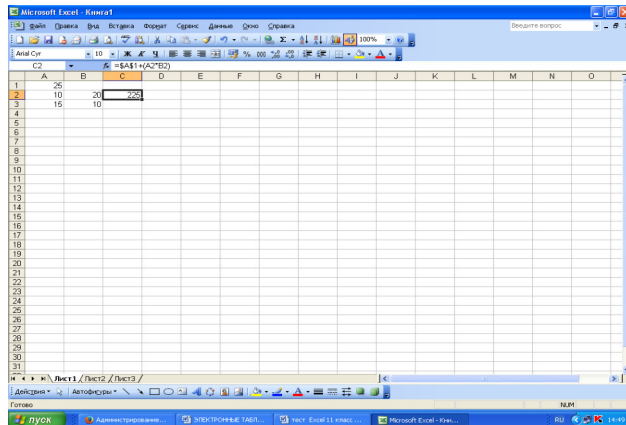 Microsoft Excel - Книга1
Файл Правка Вид Вставка Формат Сервис Данные Окно Справка Введите вопрос
100%
Arial Cyr 10 Ж К Ч % 000
C2 fx =$A$1+(A2*B2)
A B C D E F G H I J K L M N O
1 25
2 10 20 225
3 15 10
4
5
6
7
8
9
10
11
12
13
14
15
16
17
18
19
20
21
22
23
24
25
26
27
28
29
30
31
Лист1 Лист2 Лист3
Действия Автофигуры
Готово NUM
пуск Администрирование... ЭЛЕКТРОННЫЕ ТАБЛ... тест Excel 11 класс ... Microsoft Excel - Кни... RU 14:49